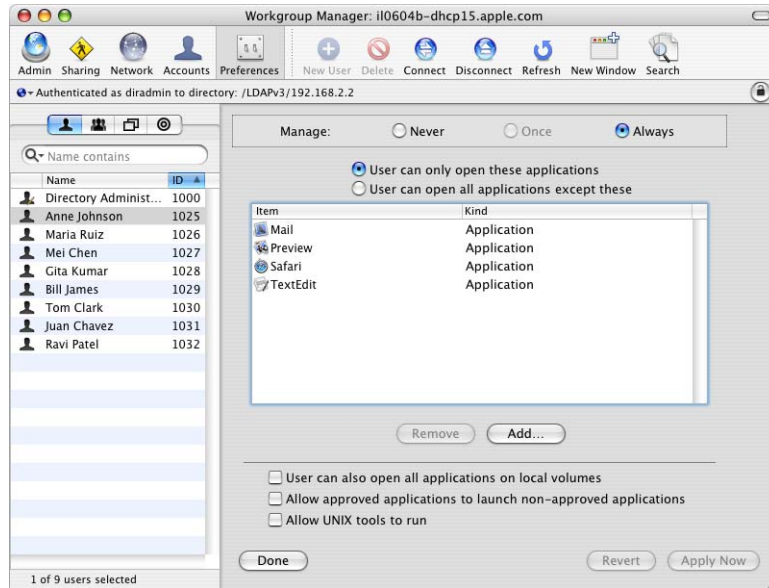 Workgroup Manager: il0604b-dhcp15.apple.com
Admin Sharing Network Accounts Preferences New User Delete Connect Disconnect Refresh New Window Search
Authenticated as diradmin to directory: /LDAPv3/192.168.2.2
Name contains
Name ID
Directory Administ... 1000
Anne Johnson 1025
Maria Ruiz 1026
Mei Chen 1027
Gita Kumar 1028
Bill James 1029
Tom Clark 1030
Juan Chavez 1031
Ravi Patel 1032
1 of 9 users selected
Manage: Never Once Always
User can only open these applications
User can open all applications except these
Item Kind
Mail Application
Preview Application
Safari Application
TextEdit Application
Remove Add...
User can also open all applications on local volumes
Allow approved applications to launch non-approved applications
Allow UNIX tools to run
Done Revert Apply Now